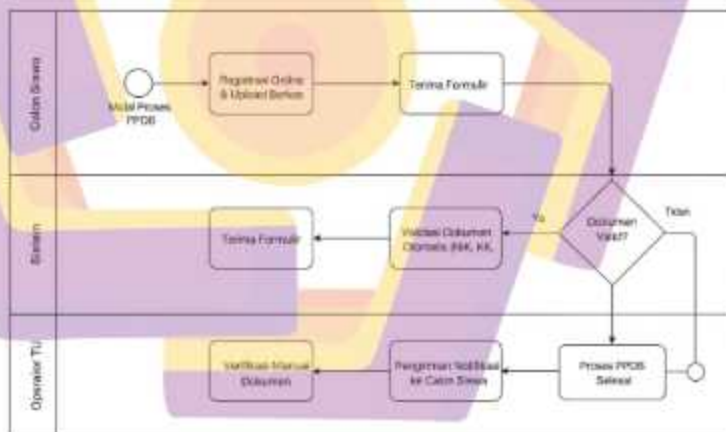 Calon Siswa
Mulai Proses
PPDB
Registrasi Online
& Upload Berkas
Terima Formulir
Sistem
Terima Formulir
Validasi Dokumen
Otomatis (NIK, KK,
Ya
Dokumen
Valid?
Tidak
Operator TU
Verifikasi Manual
Dokumen
Pengiriman Notifikasi
ke Calon Siswa
Proses PPDB
Selesai